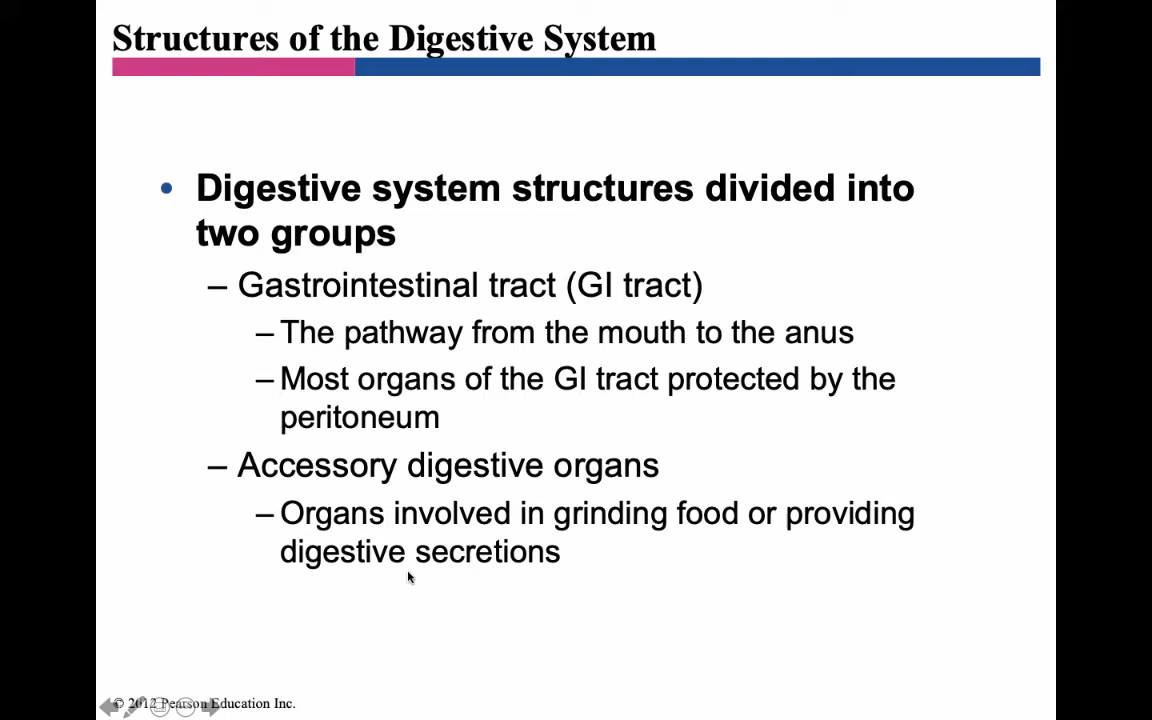 Structures of the Digestive System
• Digestive system structures divided into
two groups
– Gastrointestinal tract (GI tract)
– The pathway from the mouth to the anus
– Most organs of the GI tract protected by the
peritoneum
– Accessory digestive organs
– Organs involved in grinding food or providing
digestive secretions
© 2012 Pearson Education Inc.